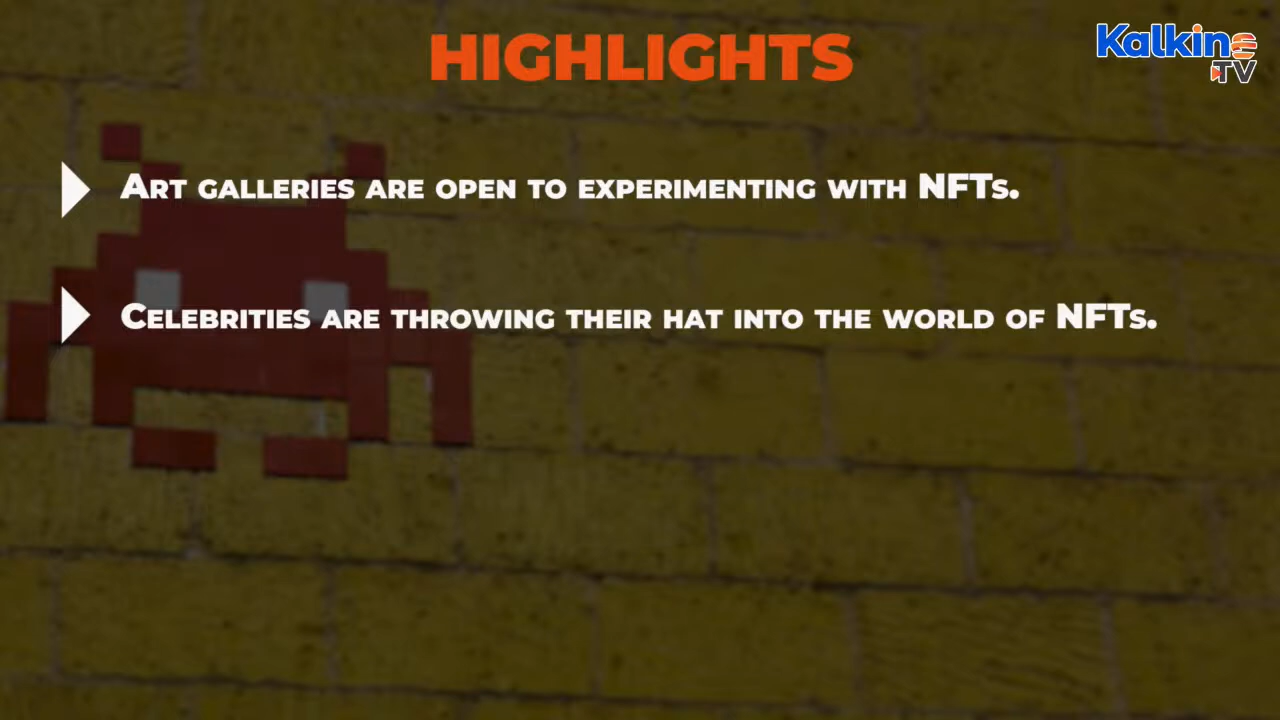 HIGHLIGHTS
Kalkine
TV
Art galleries are open to experimenting with NFTs.
Celebrities are throwing their hat into the world of NFTs.